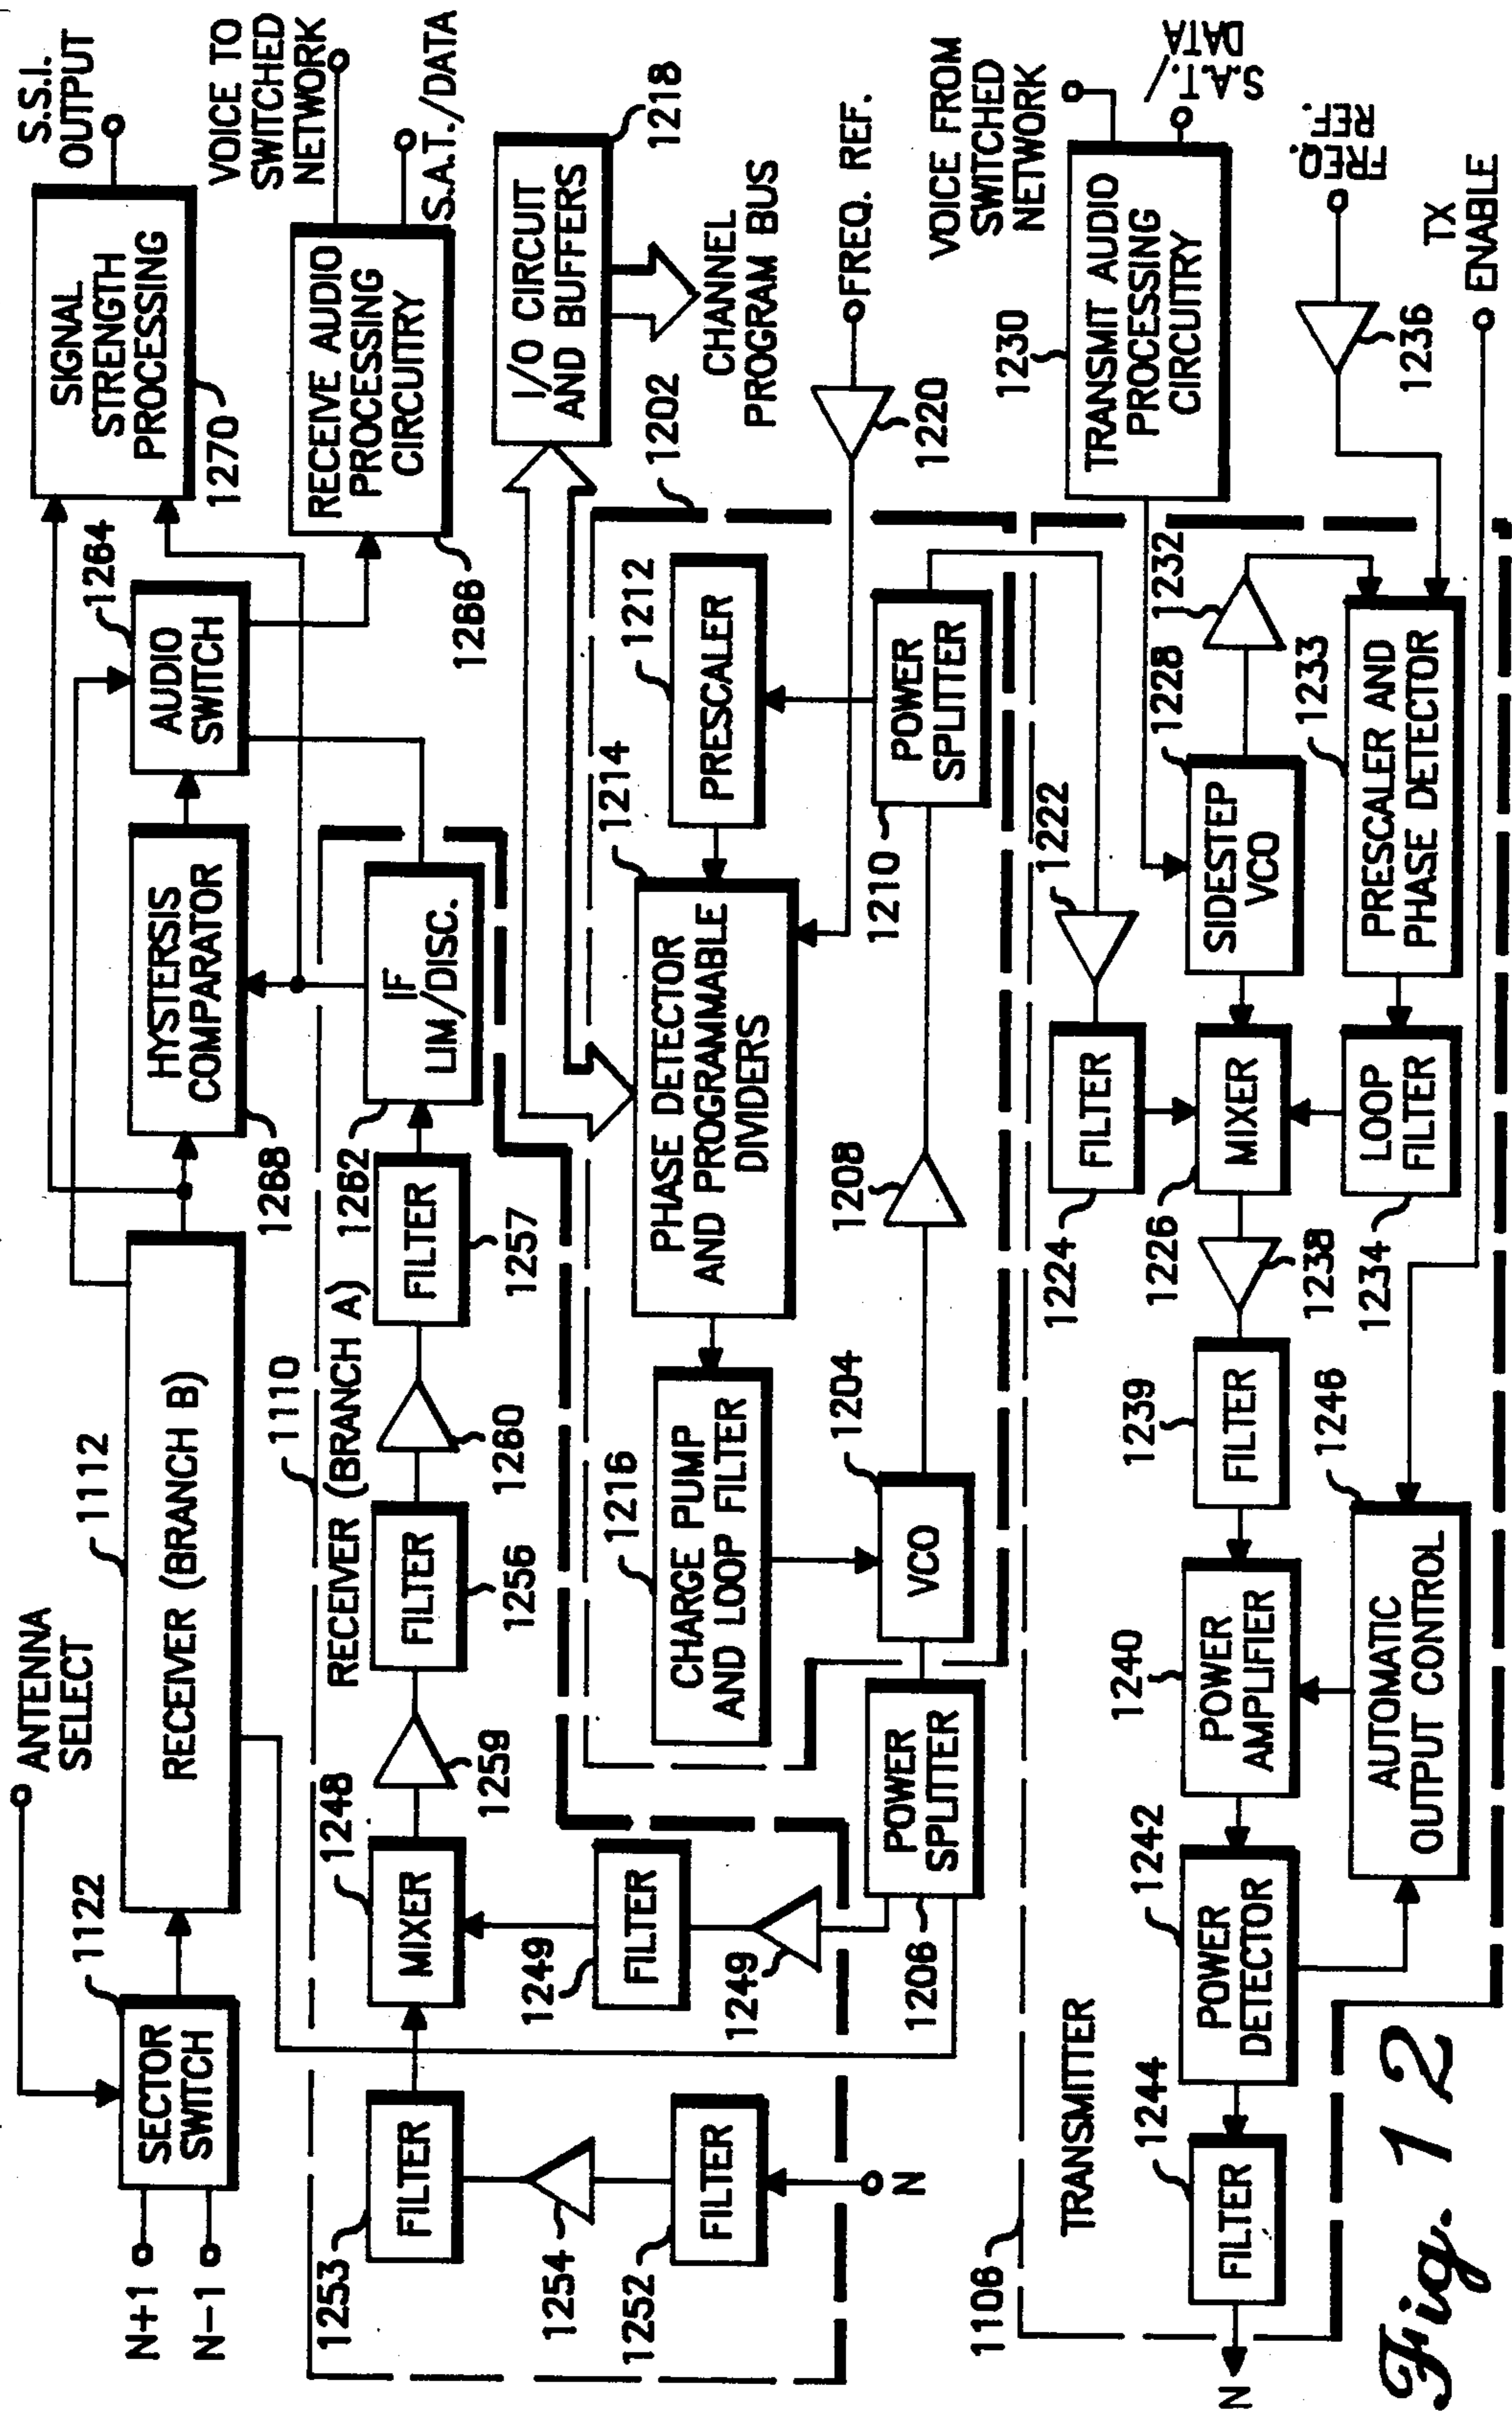 ANTENNA
SELECT
S.S.I.
OUTPUT
1122
1112
1264
SIGNAL
STRENGTH
PROCESSING
N+1
N−1
SECTOR
SWITCH
RECEIVER (BRANCH B)
HYSTERSIS
COMPARATOR
AUDIO
SWITCH
1270
VOICE TO
SWITCHED
NETWORK
1268
1110
RECEIVER (BRANCH A)
RECEIVE AUDIO
PROCESSING
CIRCUITRY
S.A.T./DATA
1266
1253
FILTER
1248
MIXER
1259
FILTER
1256
1260
FILTER
1257
1262
IF
LIM/DISC.
I/O CIRCUIT
AND BUFFERS
1218
CHANNEL
PROGRAM BUS
1254
1249
FILTER
1249
1252
FILTER
N
1216
CHARGE PUMP
AND LOOP FILTER
1214
PHASE DETECTOR
AND PROGRAMMABLE
DIVIDERS
1212
PRESCALER
1202
FREQ. REF.
1220
POWER
SPLITTER
1206
1204
VCO
1208
1210
POWER
SPLITTER
VOICE FROM
SWITCHED
NETWORK
1230
TRANSMIT AUDIO
PROCESSING
CIRCUITRY
S.A.T./
DATA
1106
TRANSMITTER
1224
FILTER
1222
1244
FILTER
N
1242
POWER
DETECTOR
1240
POWER
AMPLIFIER
1239
FILTER
1238
1226
MIXER
1228
SIDESTEP
VCO
1232
FREQ.
REF.
1236
1246
AUTOMATIC
OUTPUT CONTROL
1234
LOOP
FILTER
1233
PRESCALER AND
PHASE DETECTOR
TX
ENABLE
Fig. 12